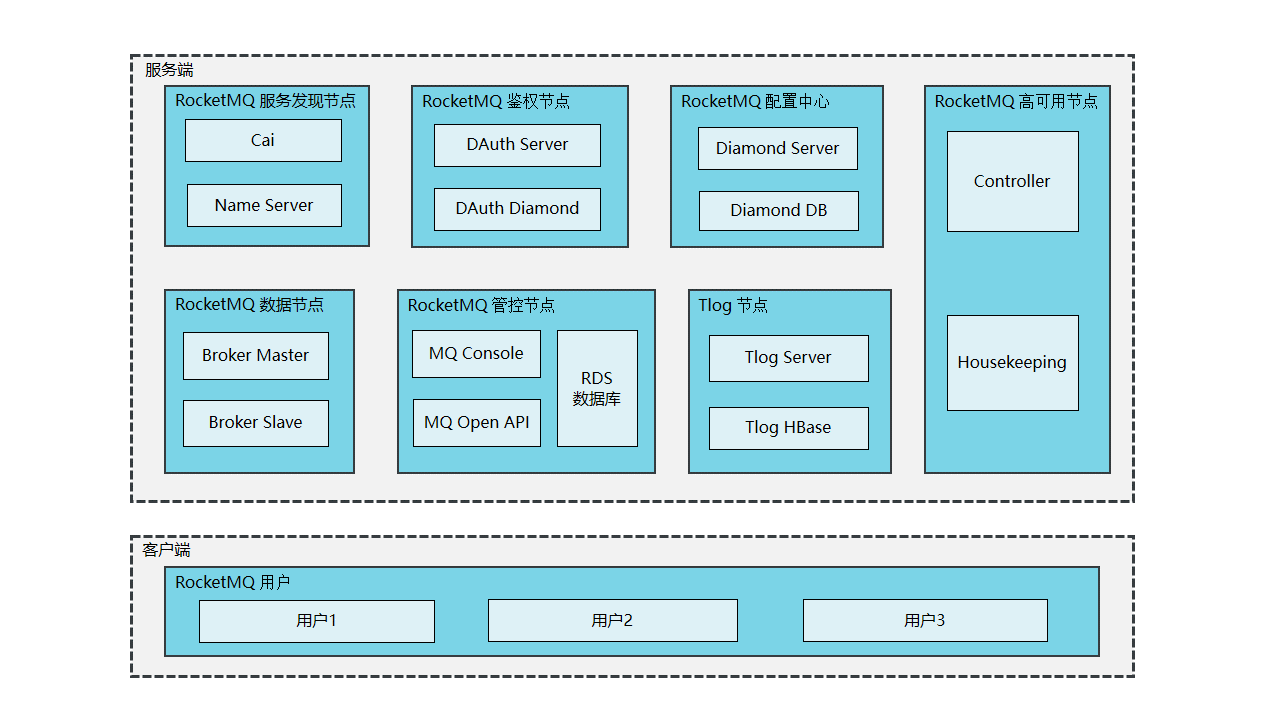 服务端
RocketMQ 服务发现节点
Cai
Name Server
RocketMQ 鉴权节点
DAuth Server
DAuth Diamond
RocketMQ 配置中心
Diamond Server
Diamond DB
RocketMQ 高可用节点
Controller
Housekeeping
RocketMQ 数据节点
Broker Master
Broker Slave
RocketMQ 管控节点
MQ Console
MQ Open API
RDS
数据库
Tlog 节点
Tlog Server
Tlog HBase
客户端
RocketMQ 用户
用户1
用户2
用户3